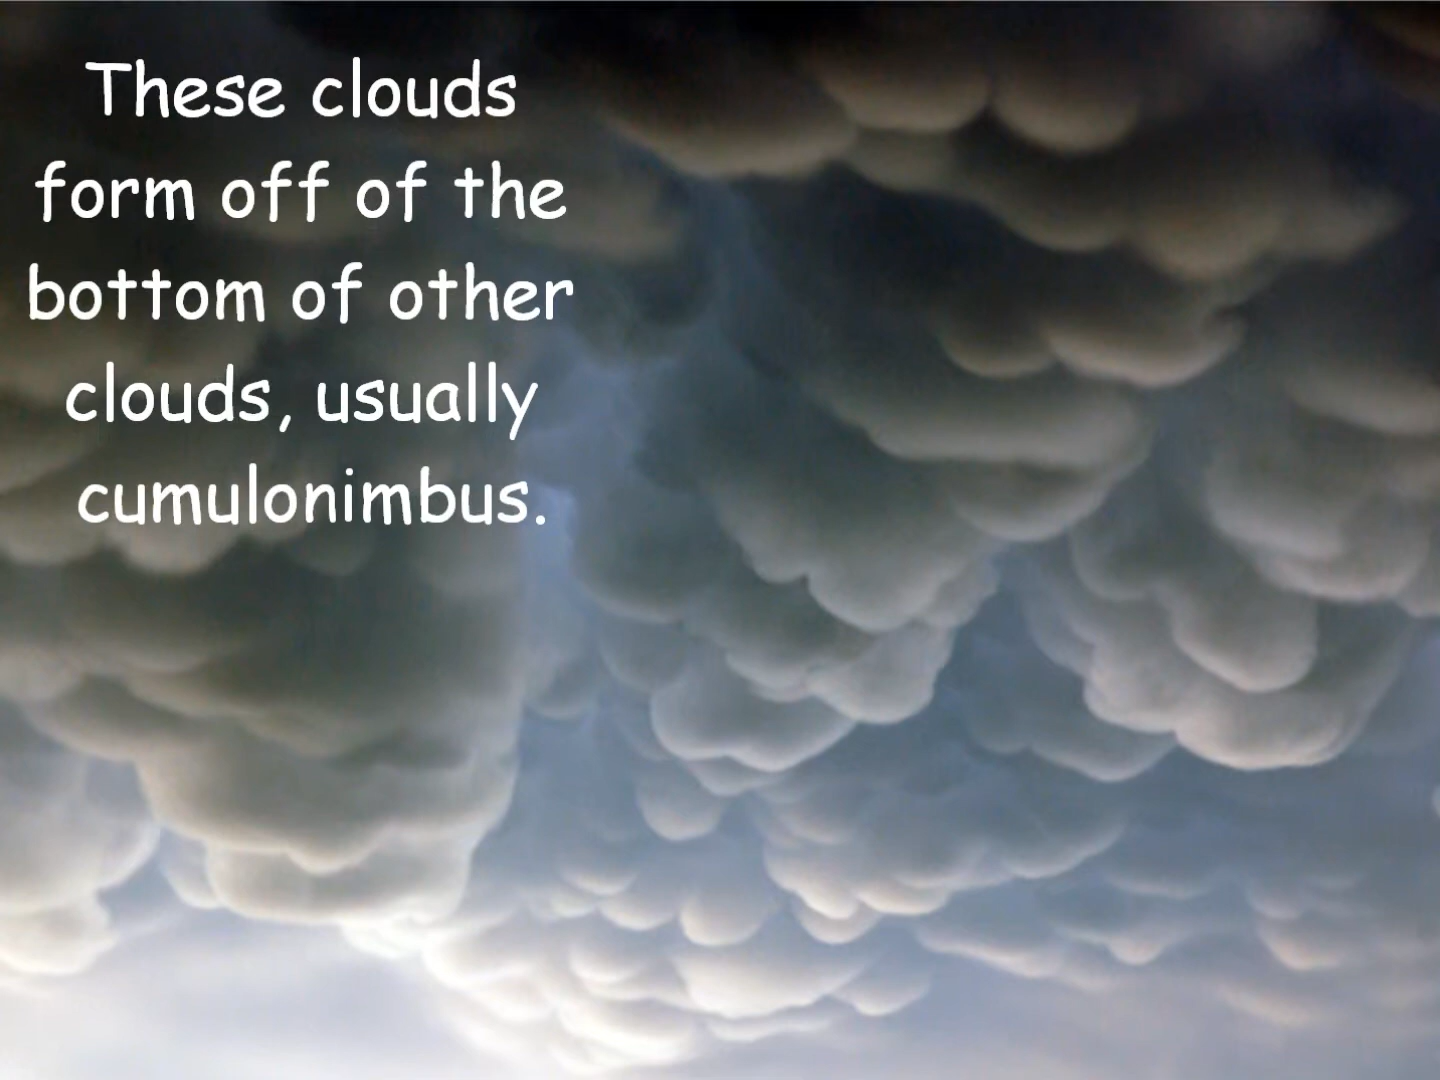 These clouds
form off of the
bottom of other
clouds, usually
cumulonimbus.